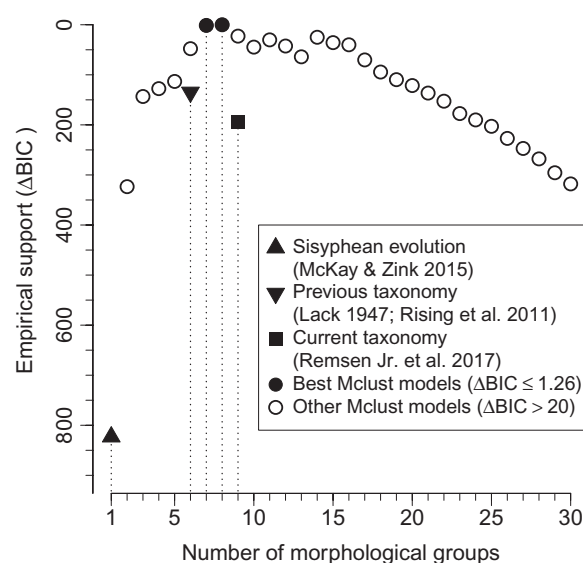 0
200
400
600
800
Empirical support (ΔBIC )
Sisyphean evolution
(McKay & Zink 2015)
Previous taxonomy
(Lack 1947; Rising et al. 2011)
Current taxonomy
(Remsen Jr. et al. 2017)
Best Mclust models (ΔBIC ≤ 1.26)
Other Mclust models (ΔBIC > 20)
1 5 10 15 20 25 30
Number of morphological groups